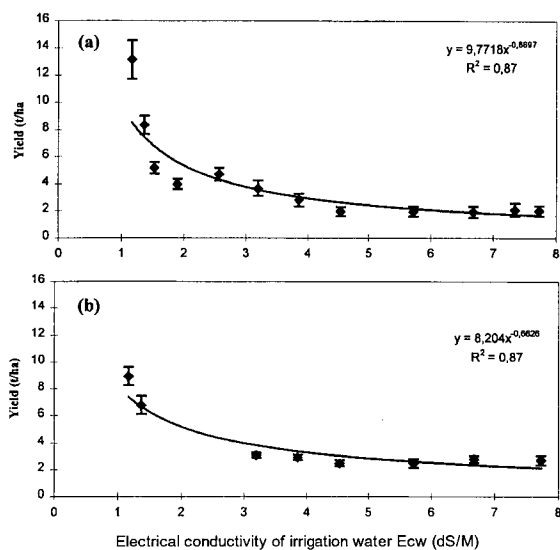 16
14
12
10
8
6
4
2
0
Yield (t/ha
(a)
y = 9,7718x
R² = 0,87
0 1 2 3 4 5 6 7 8
16
14
12
10
8
6
4
2
0
Yield (t/ha)
(b)
y = 8,204x^-0,6626
R² = 0,87
0 1 2 3 4 5 6 7 8
Electrical conductivity of irrigation water Ecw (dS/M)